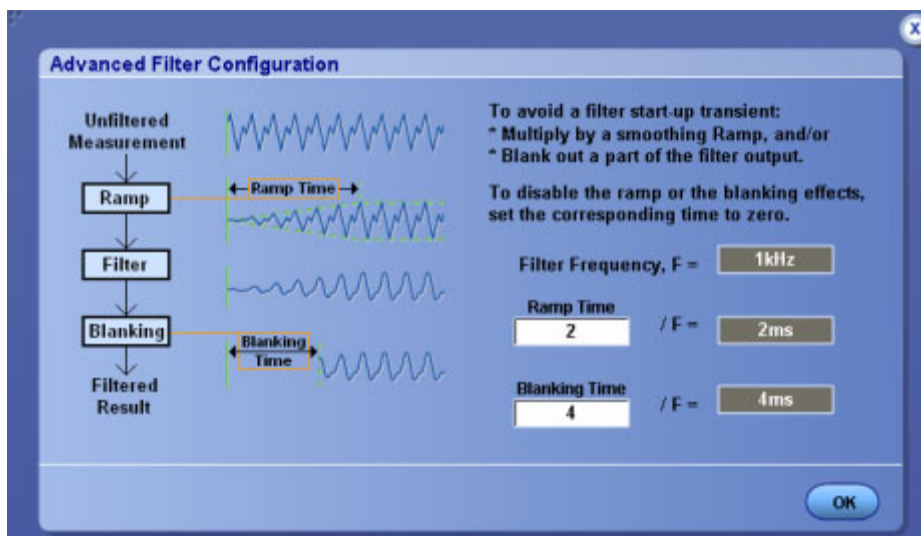 X
Advanced Filter Configuration
Unfiltered
Measurement
Ramp
Filter
Blanking
Filtered
Result
Ramp Time
Blanking
Time
To avoid a filter start-up transient:
* Multiply by a smoothing Ramp, and/or
* Blank out a part of the filter output.
To disable the ramp or the blanking effects,
set the corresponding time to zero.
Filter Frequency, F = 1kHz
Ramp Time
2 / F = 2ms
Blanking Time
4 / F = 4ms
OK